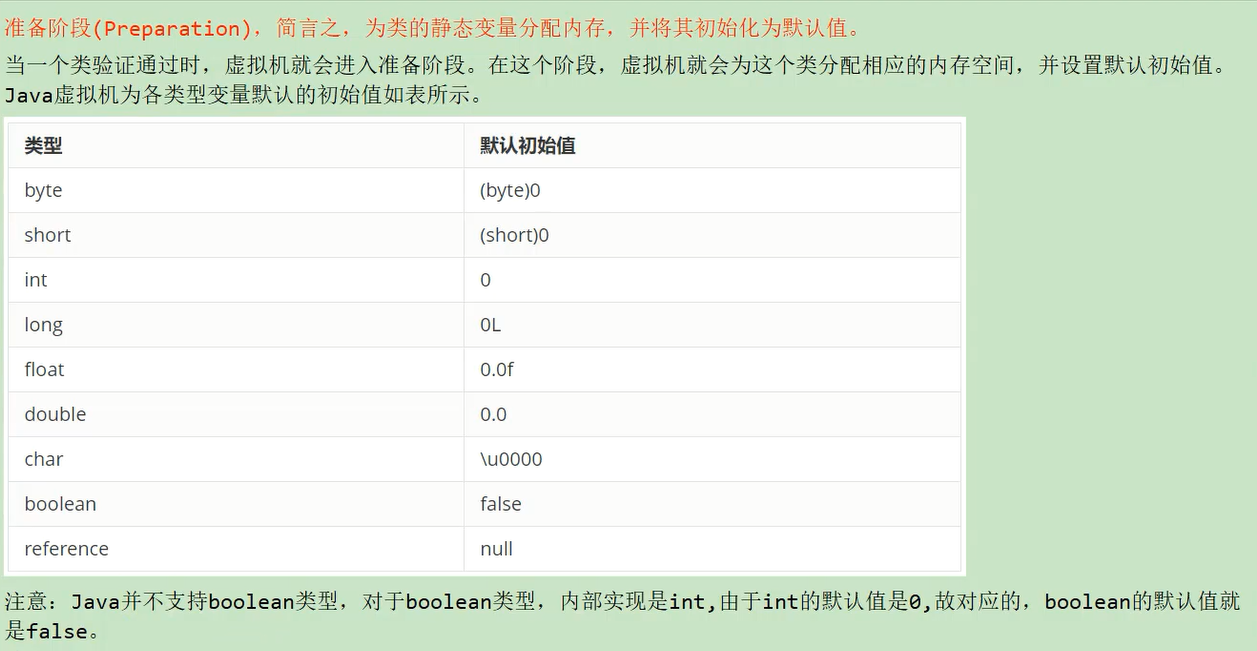 准备阶段(Preparation)，简言之，为类的静态变量分配内存，并将其初始化为默认值。
当一个类验证通过时，虚拟机就会进入准备阶段。在这个阶段，虚拟机就会为这个类分配相应的内存空间，并设置默认初始值。
Java虚拟机为各类型变量默认的初始值如表所示。
类型 默认初始值
byte (byte)0
short (short)0
int 0
long 0L
float 0.0f
double 0.0
char \u0000
boolean false
reference null
注意：Java并不支持boolean类型，对于boolean类型，内部实现是int,由于int的默认值是0,故对应的，boolean的默认值就
是false。